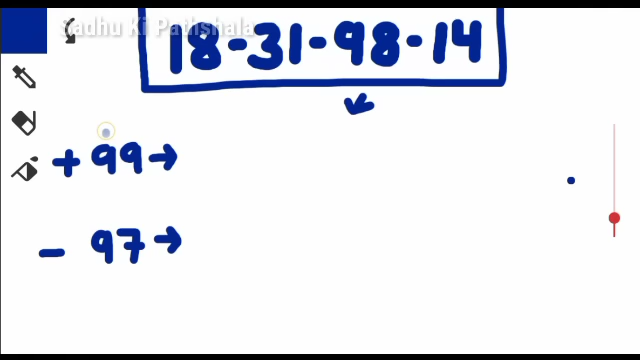 Sadhu Ki Pathshala
18-31-98-14
+ 99 →
- 97 →